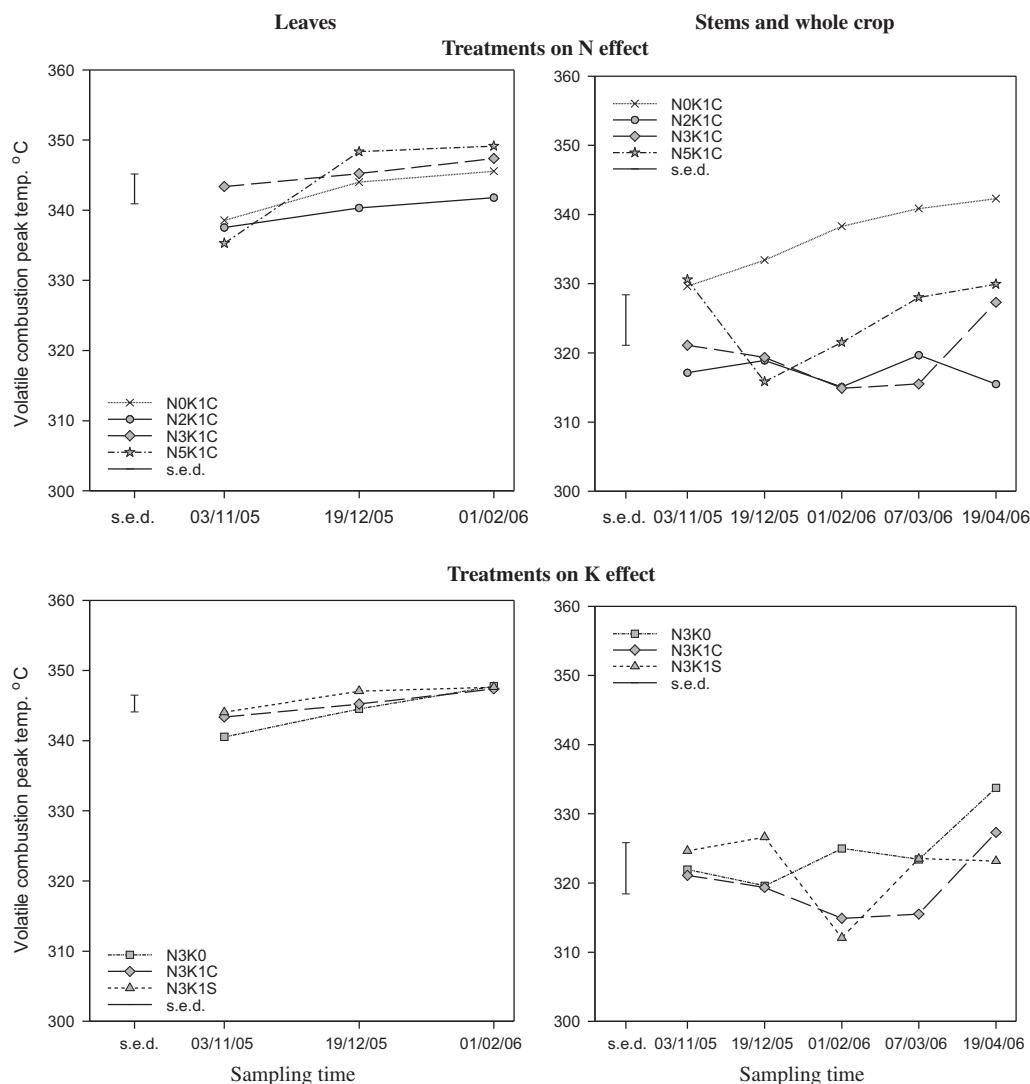 Leaves
Stems and whole crop
Treatments on N effect
Volatile combustion peak temp. °C
360
350
340
330
320
310
300
N0K1C
N2K1C
N3K1C
N5K1C
s.e.d.
s.e.d.
03/11/05
19/12/05
01/02/06
360
350
340
330
320
310
300
N0K1C
N2K1C
N3K1C
N5K1C
s.e.d.
s.e.d.
03/11/05
19/12/05
01/02/06
07/03/06
19/04/06
Treatments on K effect
Volatile combustion peak temp. °C
360
350
340
330
320
310
300
N3K0
N3K1C
N3K1S
s.e.d.
s.e.d.
03/11/05
19/12/05
01/02/06
Sampling time
360
350
340
330
320
310
300
N3K0
N3K1C
N3K1S
s.e.d.
s.e.d.
03/11/05
19/12/05
01/02/06
07/03/06
19/04/06
Sampling time